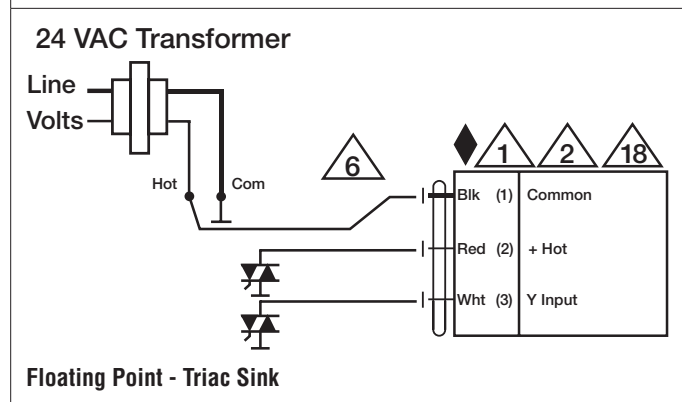 24 VAC Transformer
Line
Volts
Hot
Com
6
1
2
18
Blk (1) Common
Red (2) + Hot
Wht (3) Y Input
Floating Point - Triac Sink